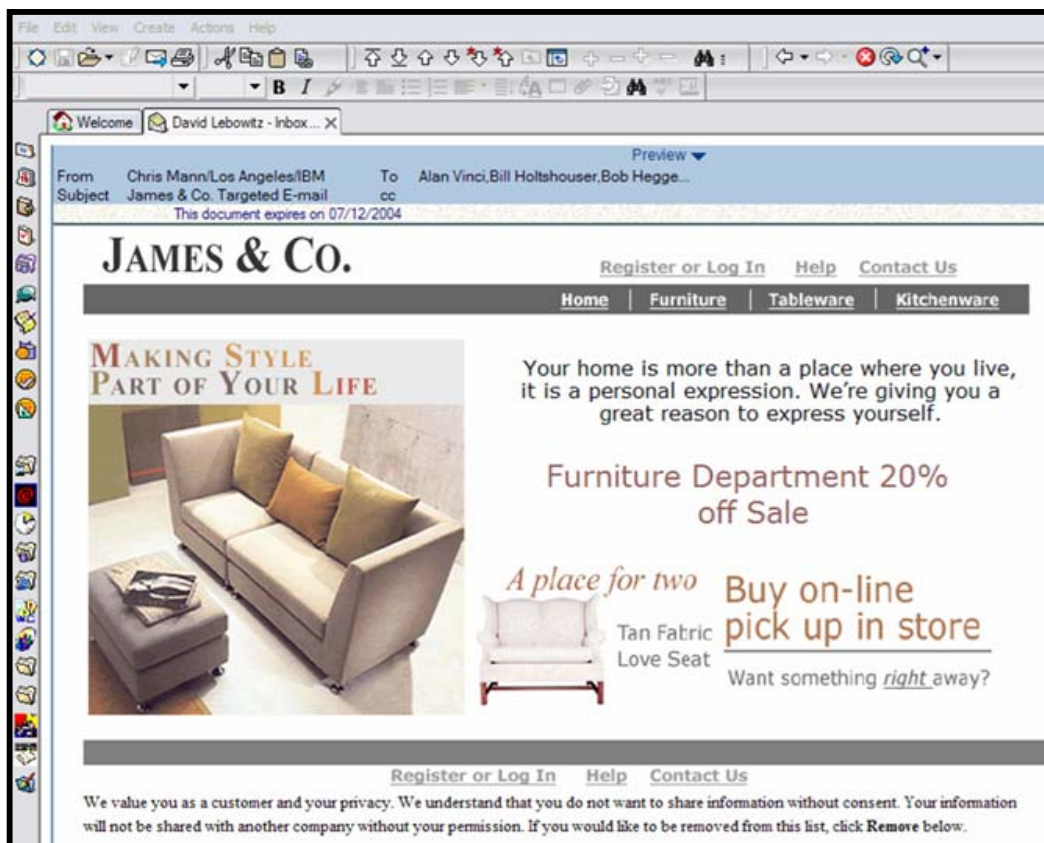 File Edit View Create Actions Help
B I
Welcome David Lebowitz - Inbox...
Preview
From Chris Mann/Los Angeles/IBM To Alan Vinci,Bill Holtshouser,Bob Hegge...
Subject James & Co. Targeted E-mail cc
This document expires on 07/12/2004
JAMES & CO.
Register or Log In Help Contact Us
Home | Furniture | Tableware | Kitchenware
MAKING STYLE
PART OF YOUR LIFE
Your home is more than a place where you live,
it is a personal expression. We're giving you a
great reason to express yourself.
Furniture Department 20%
off Sale
A place for two
Tan Fabric
Love Seat
Buy on-line
pick up in store
Want something right away?
Register or Log In Help Contact Us
We value you as a customer and your privacy. We understand that you do not want to share information without consent. Your information
will not be shared with another company without your permission. If you would like to be removed from this list, click Remove below.